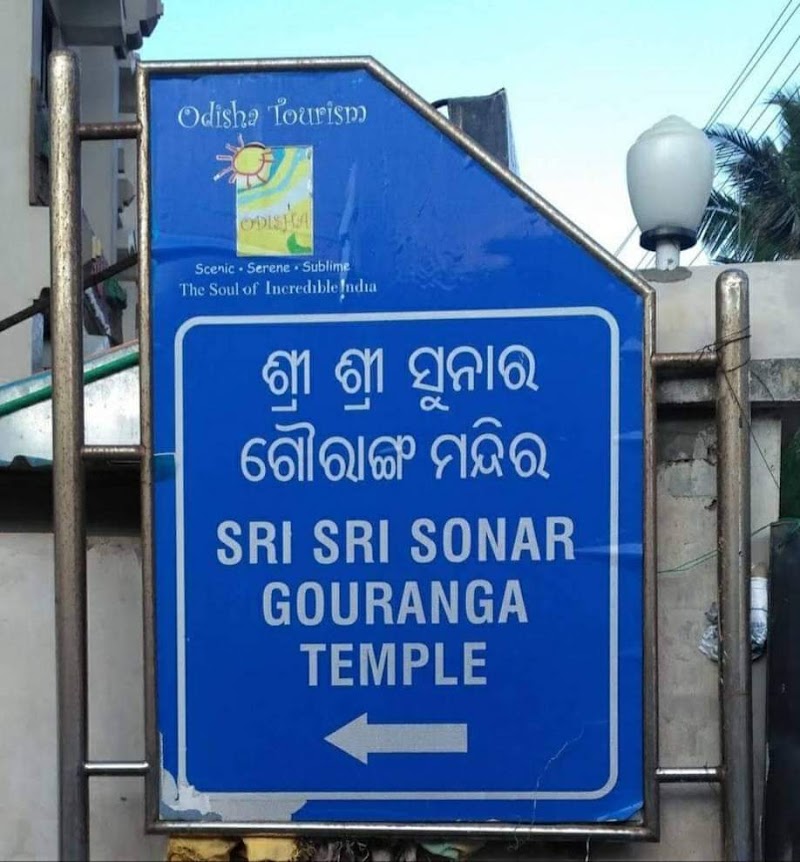 Odisha Tourism
ODISHA
Scenic • Serene • Sublime
The Soul of Incredible India
ଶ୍ରୀ ଶ୍ରୀ ସୁନାର
ଗୌରାଙ୍ଗ ମନ୍ଦିର
SRI SRI SONAR
GOURANGA
TEMPLE